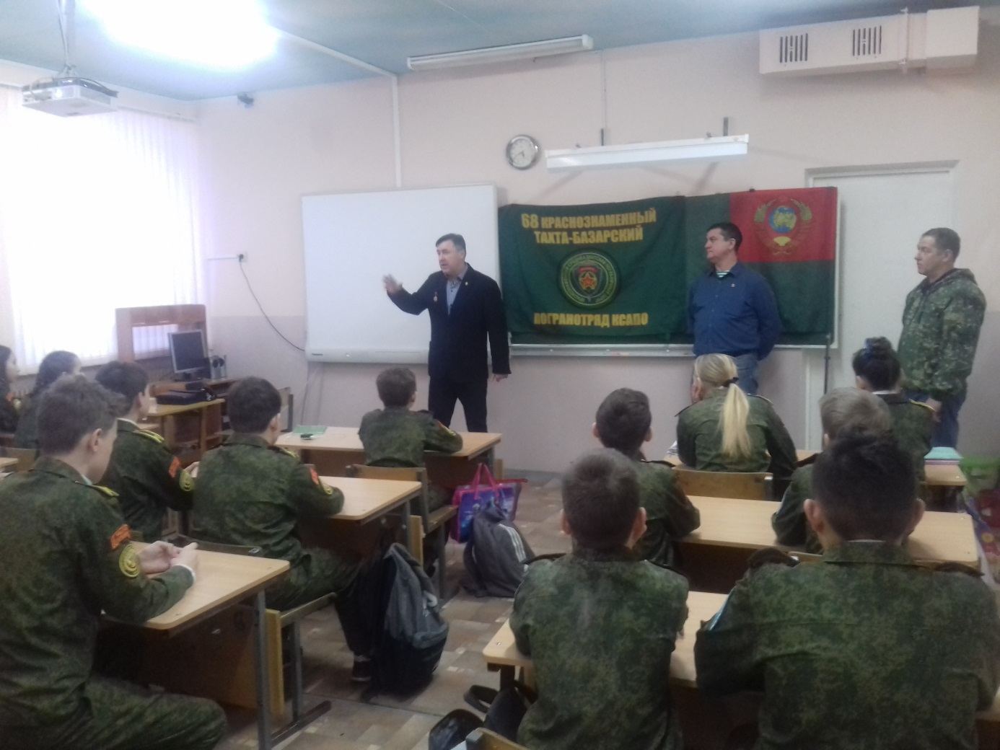 68 КРАСНОЗНАМЕННЫЙ
ТАХТА-БАЗАРСКИЙ
ПОГРАНОТРЯД КСАПО